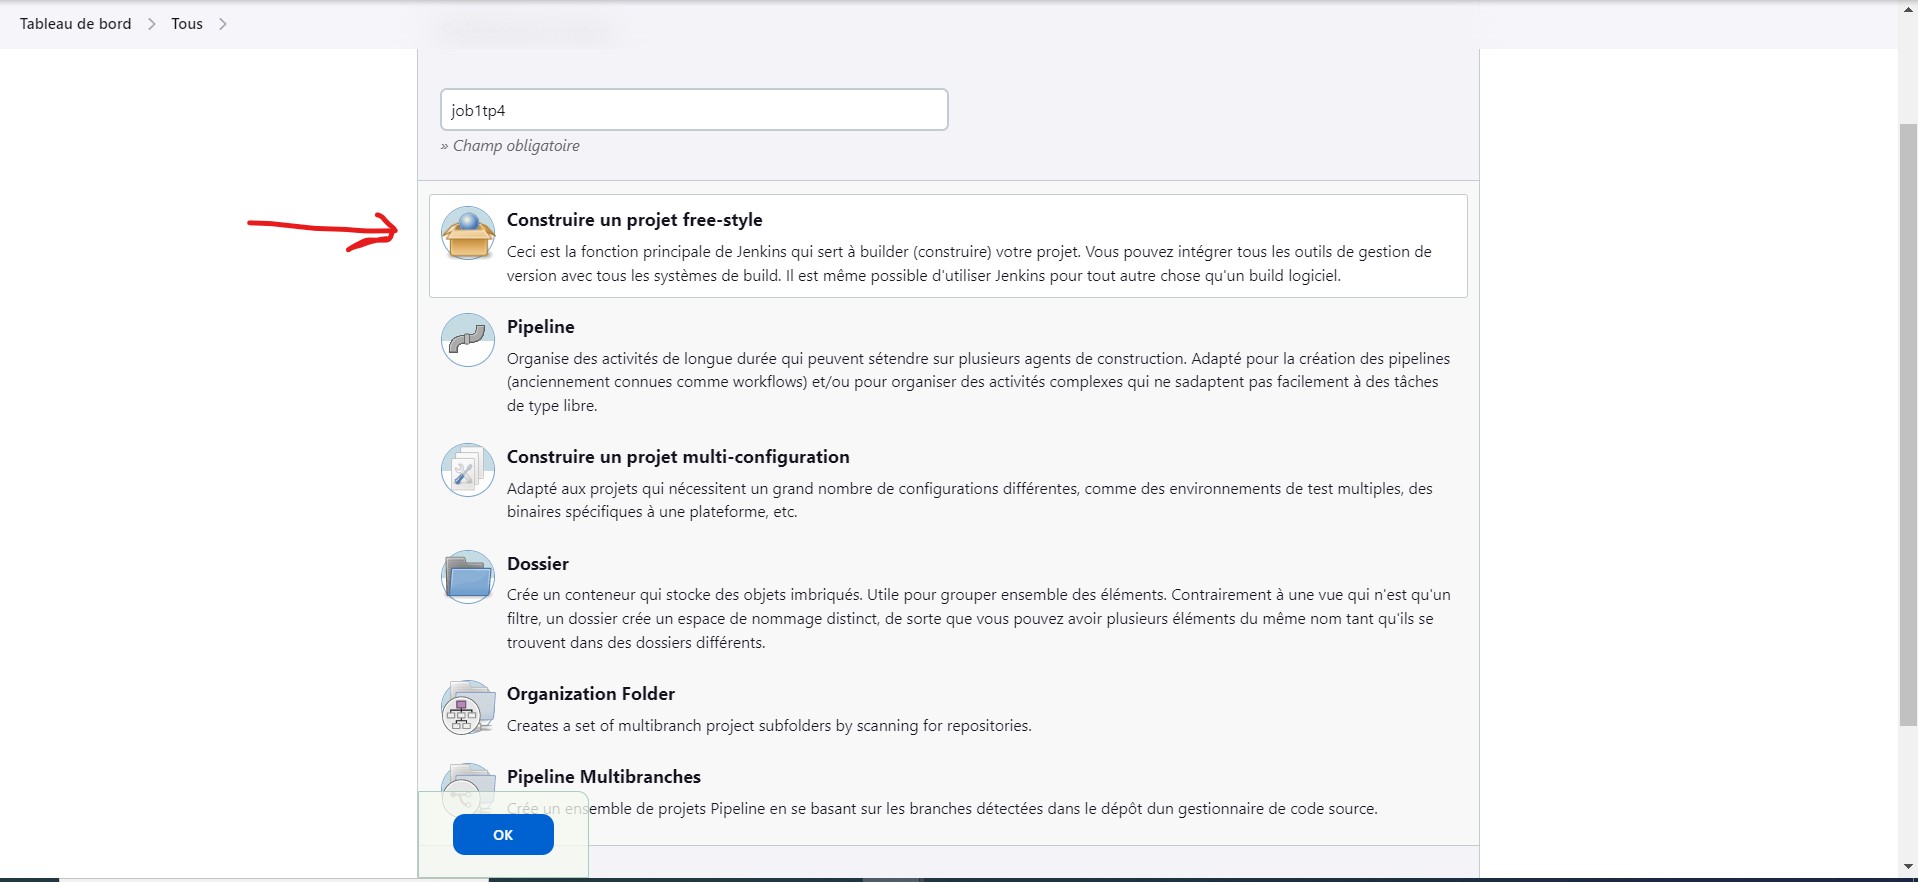 Tableau de bord > Tous >
job1tp4
» Champ obligatoire
Construire un projet free-style
Ceci est la fonction principale de Jenkins qui sert à builder (construire) votre projet. Vous pouvez intégrer tous les outils de gestion de
version avec tous les systèmes de build. Il est même possible d'utiliser Jenkins pour tout autre chose qu'un build logiciel.
Pipeline
Organise des activités de longue durée qui peuvent sétendre sur plusieurs agents de construction. Adapté pour la création des pipelines
(anciennement connues comme workflows) et/ou pour organiser des activités complexes qui ne sadaptent pas facilement à des tâches
de type libre.
Construire un projet multi-configuration
Adapté aux projets qui nécessitent un grand nombre de configurations différentes, comme des environnements de test multiples, des
binaires spécifiques à une plateforme, etc.
Dossier
Crée un conteneur qui stocke des objets imbriqués. Utile pour grouper ensemble des éléments. Contrairement à une vue qui n'est qu'un
filtre, un dossier crée un espace de nommage distinct, de sorte que vous pouvez avoir plusieurs éléments du même nom tant qu'ils se
trouvent dans des dossiers différents.
Organization Folder
Creates a set of multibranch project subfolders by scanning for repositories.
Pipeline Multibranches
Crée un ensemble de projets Pipeline en se basant sur les branches détectées dans le dépôt dun gestionnaire de code source.
OK